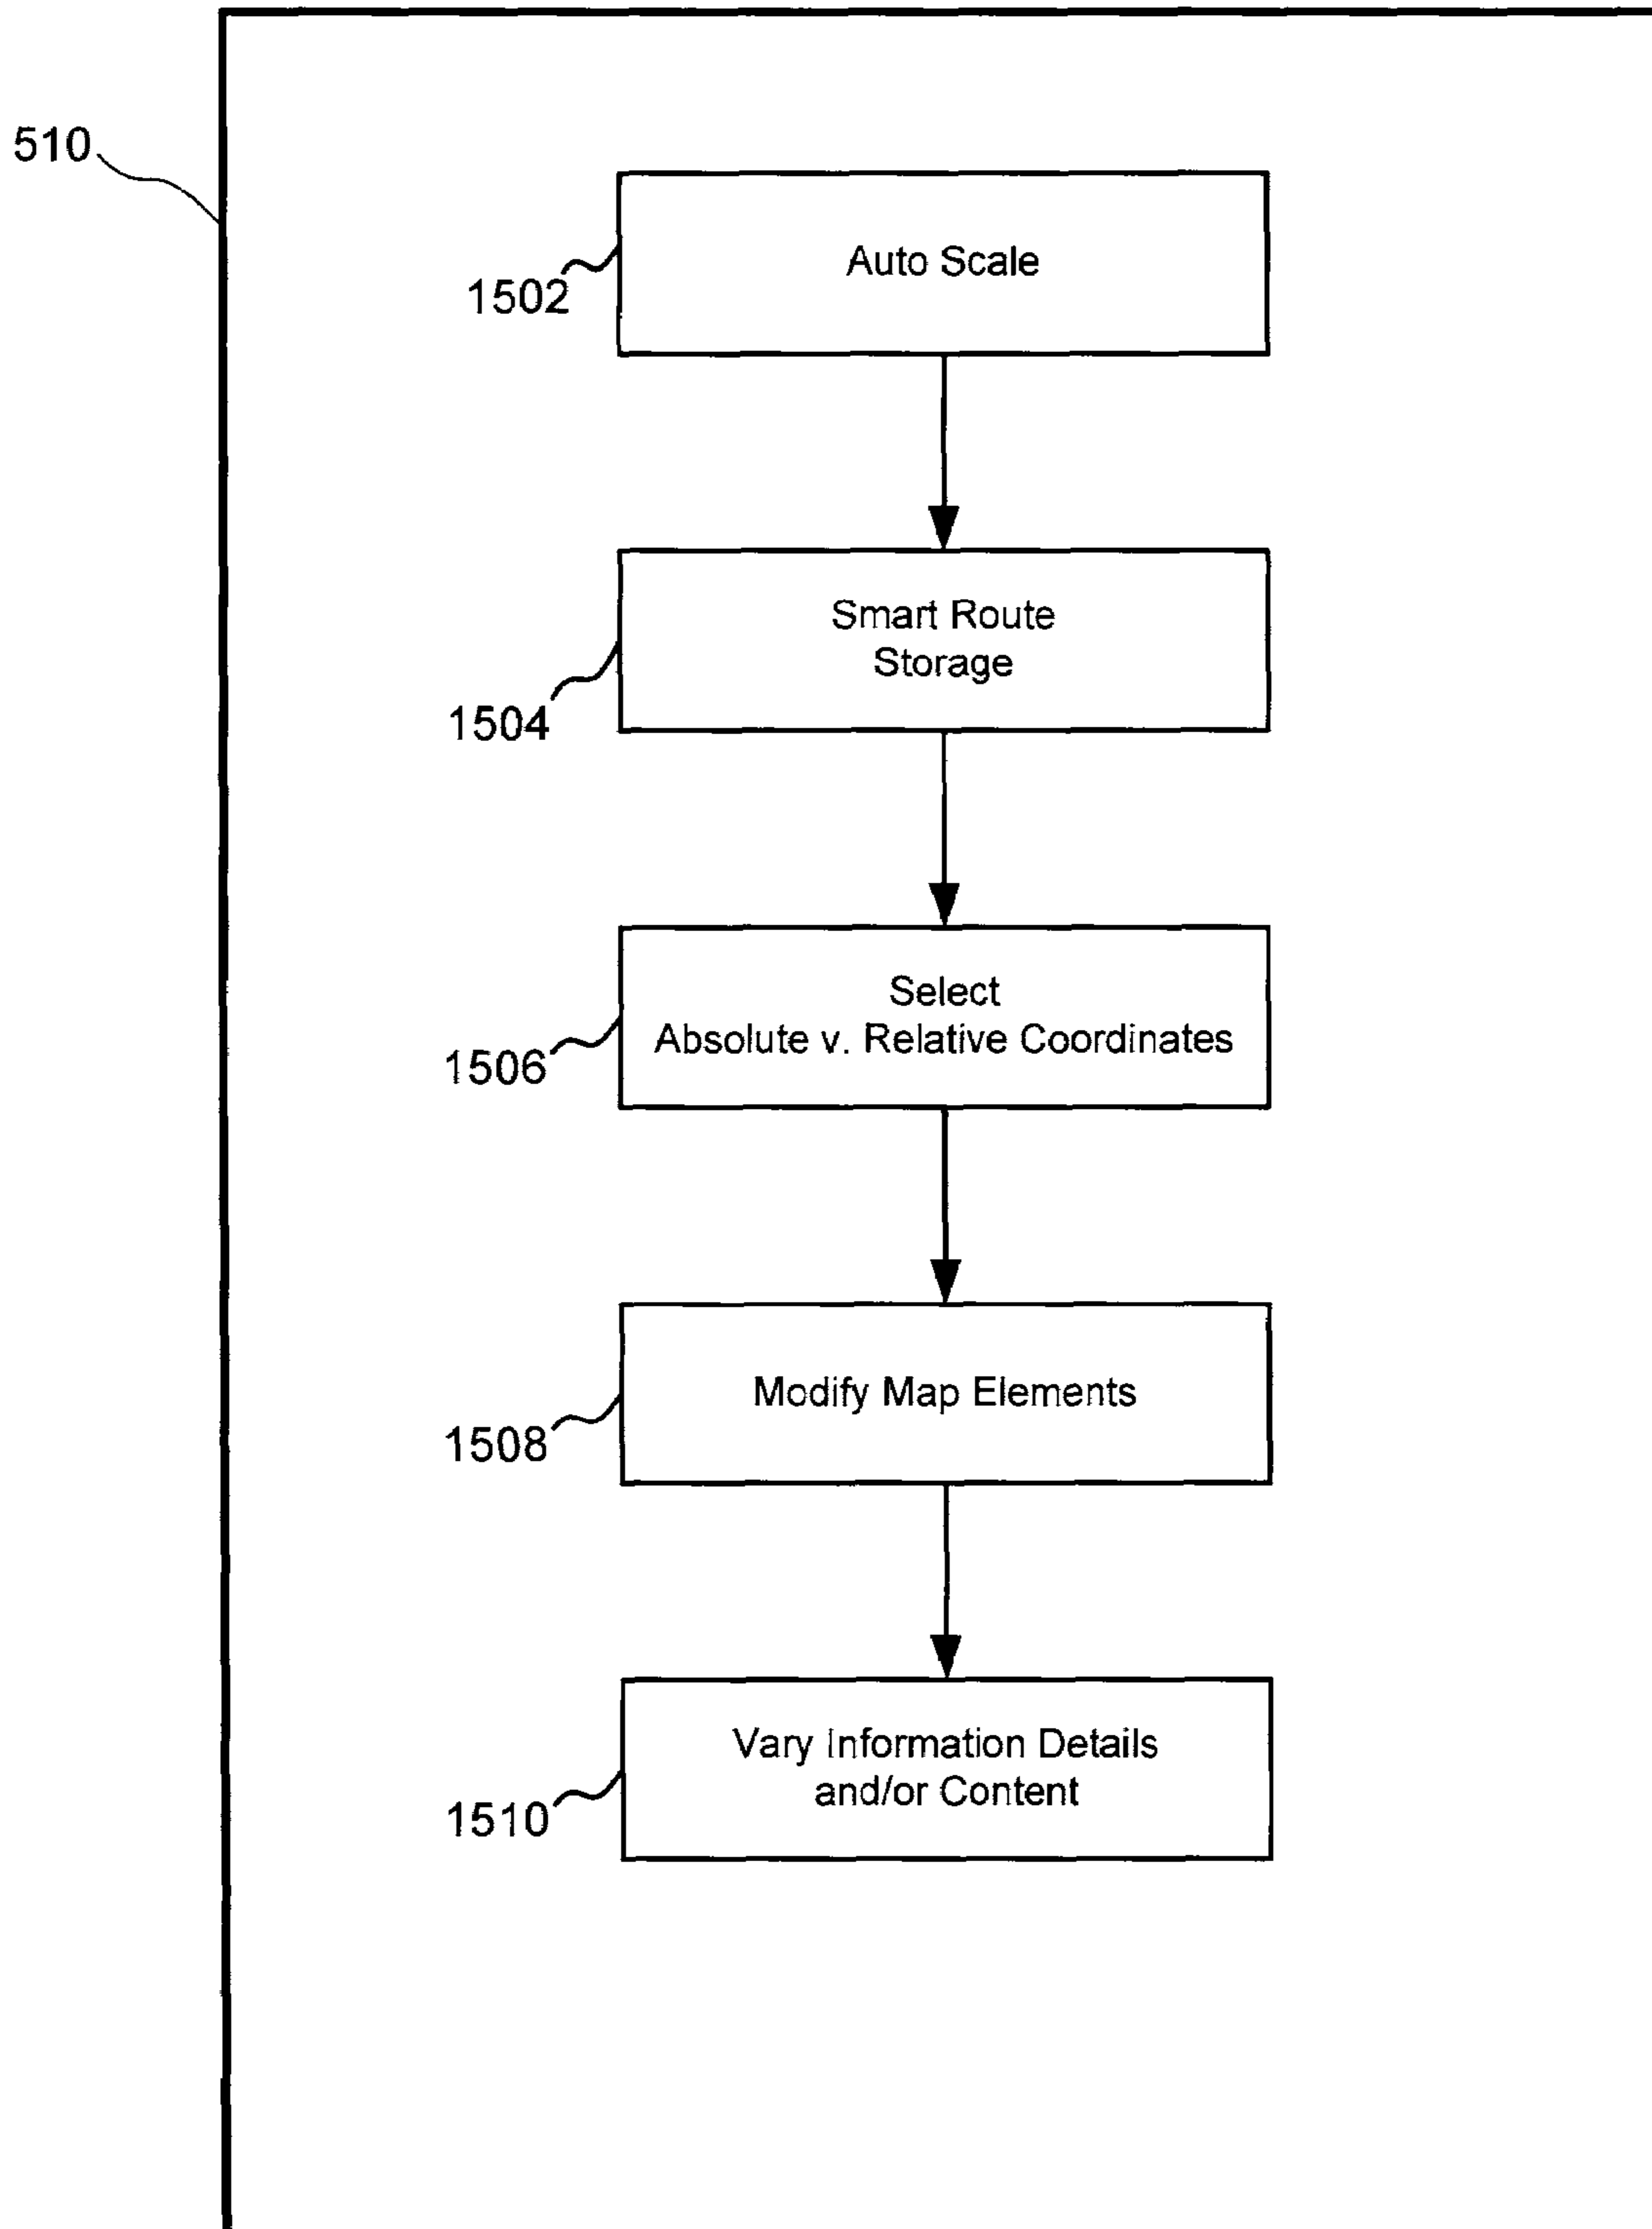 510
Auto Scale
1502
Smart Route
Storage
1504
Select
Absolute v. Relative Coordinates
1506
Modify Map Elements
1508
Vary Information Details
and/or Content
1510